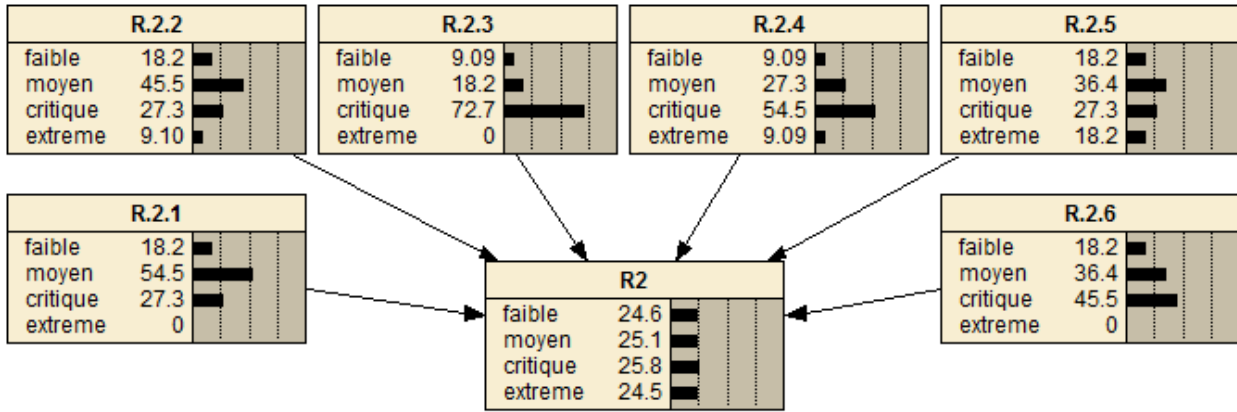 R.2.2
faible 18.2
moyen 45.5
critique 27.3
extreme 9.10
R.2.3
faible 9.09
moyen 18.2
critique 72.7
extreme 0
R.2.4
faible 9.09
moyen 27.3
critique 54.5
extreme 9.09
R.2.5
faible 18.2
moyen 36.4
critique 27.3
extreme 18.2
R.2.1
faible 18.2
moyen 54.5
critique 27.3
extreme 0
R2
faible 24.6
moyen 25.1
critique 25.8
extreme 24.5
R.2.6
faible 18.2
moyen 36.4
critique 45.5
extreme 0